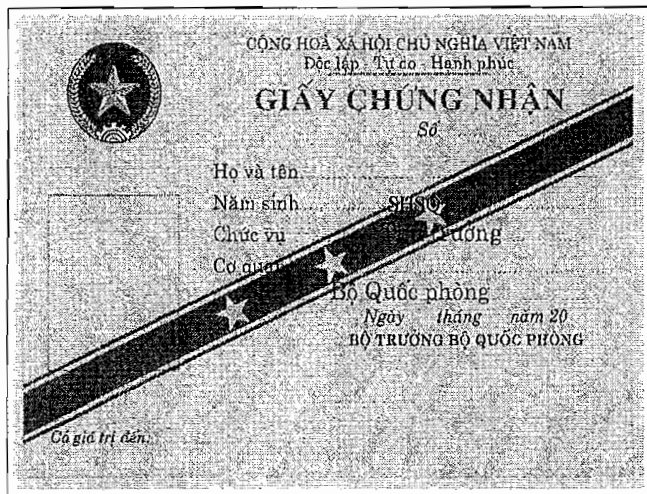 CỘNG HOÀ XÃ HỘI CHỦ NGHĨA VIỆT NAM
Độc lập - Tự do - Hạnh phúc
GIẤY CHỨNG NHẬN
Số ......
Họ và tên ......
Năm sinh ......
Chức vụ ......
Cơ quan ......
Bộ Quốc phòng ......
Ngày tháng năm 20
BỘ TRƯỞNG BỘ QUỐC PHÒNG
Có giá trị đến: